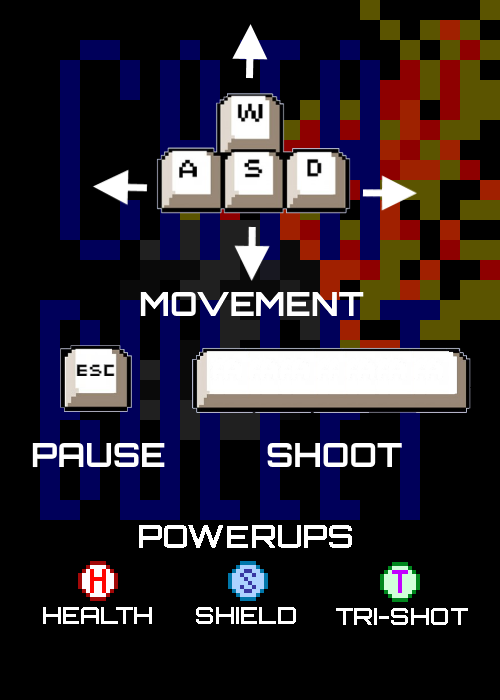 W
A S D
MOVEMENT
ESC
PAUSE SHOOT
POWERUPS
H S T
HEALTH SHIELD TRI-SHOT